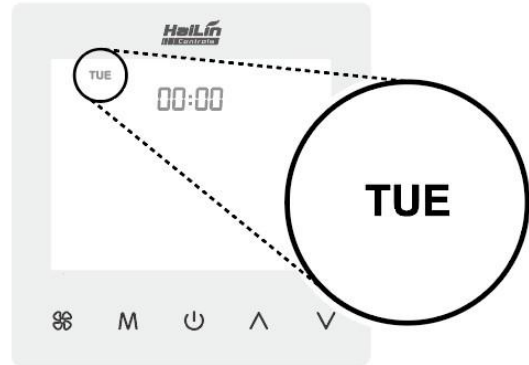 HaiLin
Controls
TUE
00:00
TUE
M